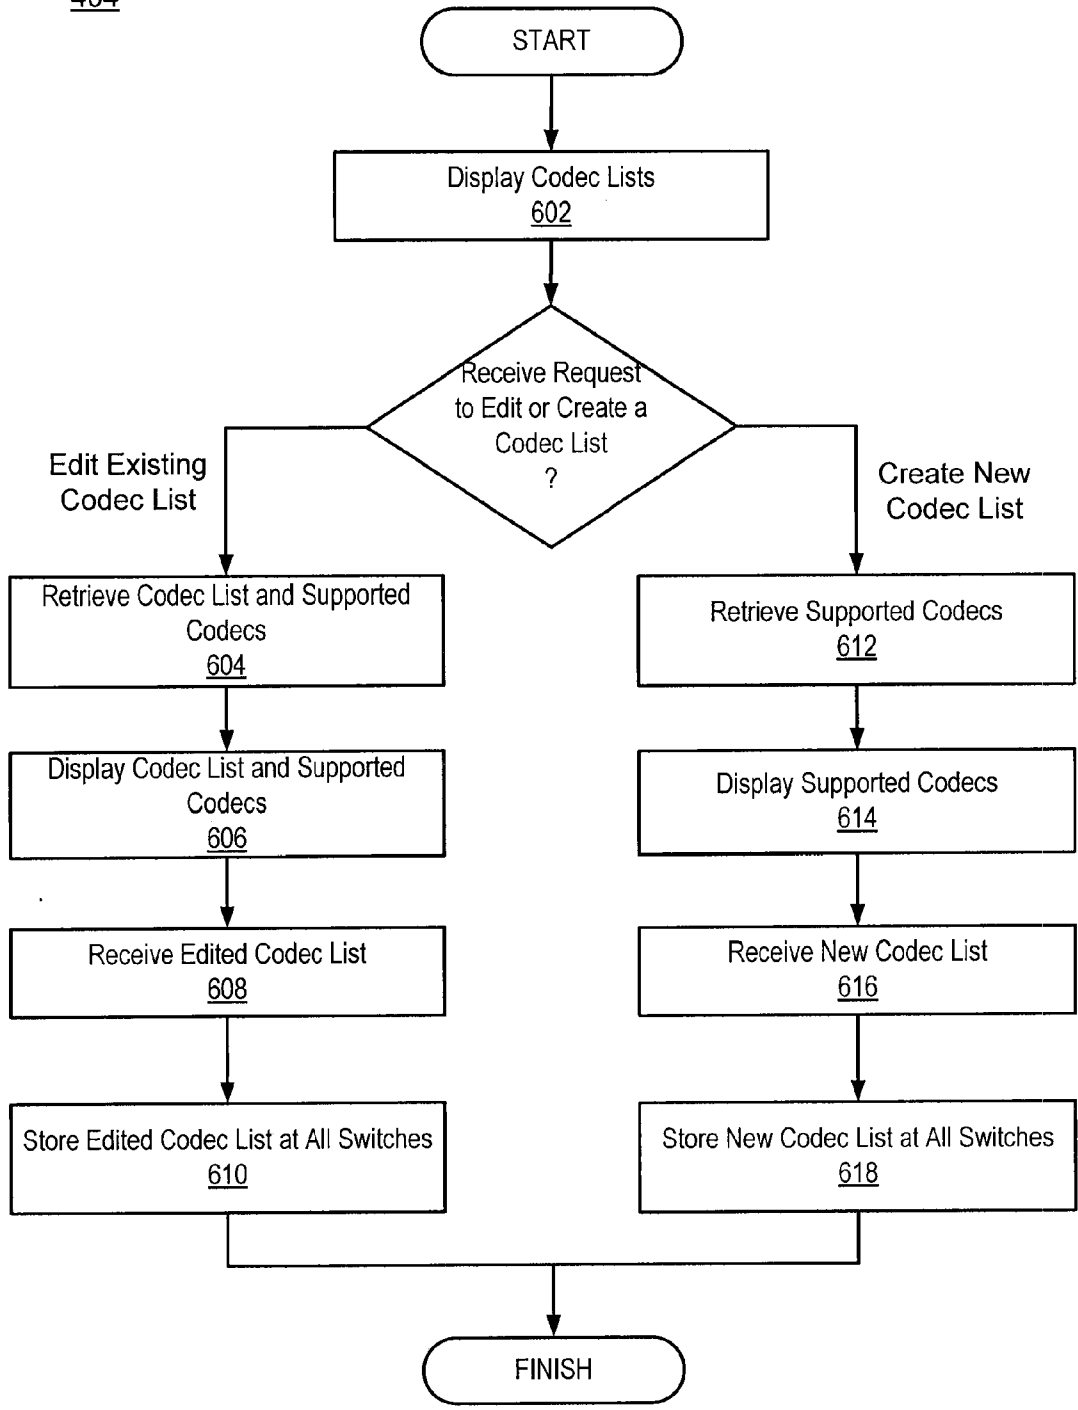 START
Display Codec Lists
602
Receive Request
to Edit or Create a
Codec List
?
Edit Existing
Codec List
Create New
Codec List
Retrieve Codec List and Supported
Codecs
604
Display Codec List and Supported
Codecs
606
Receive Edited Codec List
608
Store Edited Codec List at All Switches
610
Retrieve Supported Codecs
612
Display Supported Codecs
614
Receive New Codec List
616
Store New Codec List at All Switches
618
FINISH